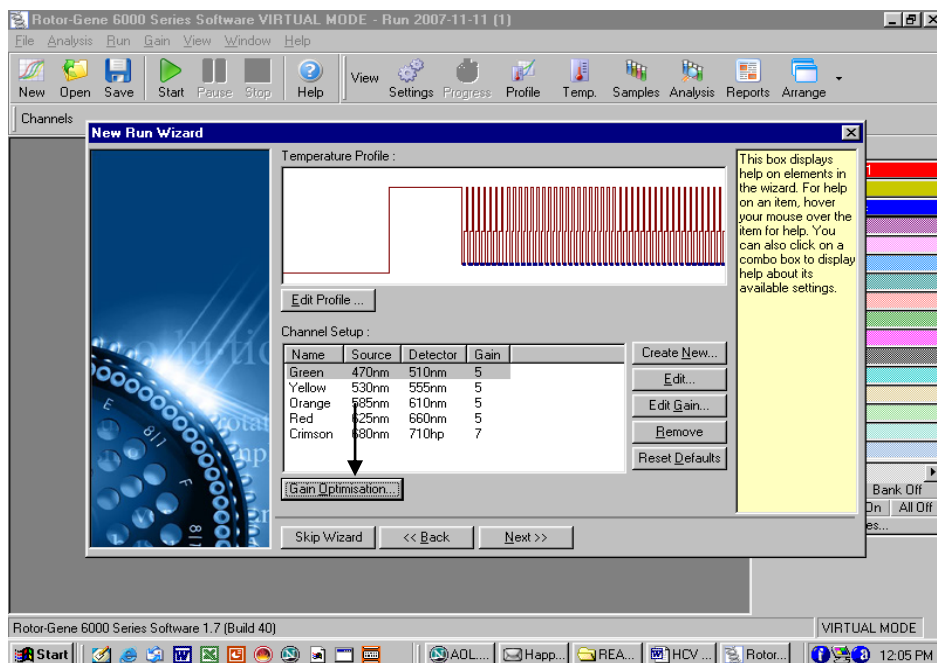 Rotor-Gene 6000 Series Software VIRTUAL MODE - Run 2007-11-11 (1)
File Analysis Run Gain View Window Help
New Open Save Start Pause Stop Help View Settings Progress Profile Temp. Samples Analysis Reports Arrange
Channels
New Run Wizard
Temperature Profile :
Edit Profile ...
Channel Setup :
Name Source Detector Gain
Green 470nm 510nm 5
Yellow 530nm 555nm 5
Orange 585nm 610nm 5
Red 625nm 660nm 5
Crimson 680nm 710hp 7
Create New...
Edit...
Edit Gain...
Remove
Reset Defaults
Gain Optimisation...
Skip Wizard << Back Next >>
This box displays
help on elements in
the wizard. For help
on an item, hover
your mouse over the
item for help. You
can also click on a
combo box to display
help about its
available settings.
Bank Off
On All Off
es...
Rotor-Gene 6000 Series Software 1.7 (Build 40) VIRTUAL MODE
Start AOL... Happ... REA... HCV ... Rotor... 12:05 PM